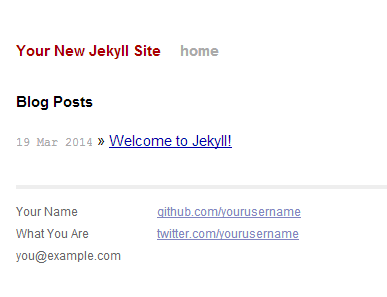 Your New Jekyll Site home
Blog Posts
19 Mar 2014 » Welcome to Jekyll!
Your Name github.com/yourusername
What You Are twitter.com/yourusername
you@example.com